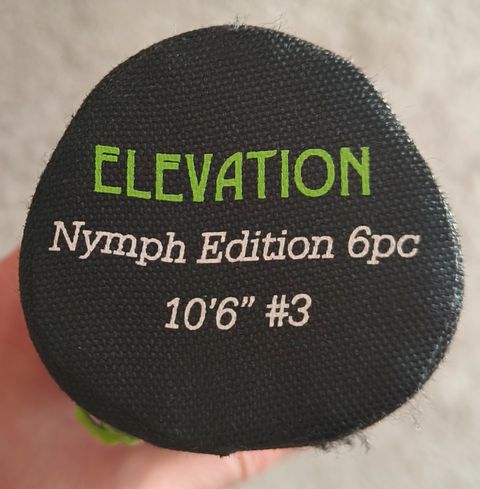 ELEVATION
Nymph Edition 6pc
10'6" #3